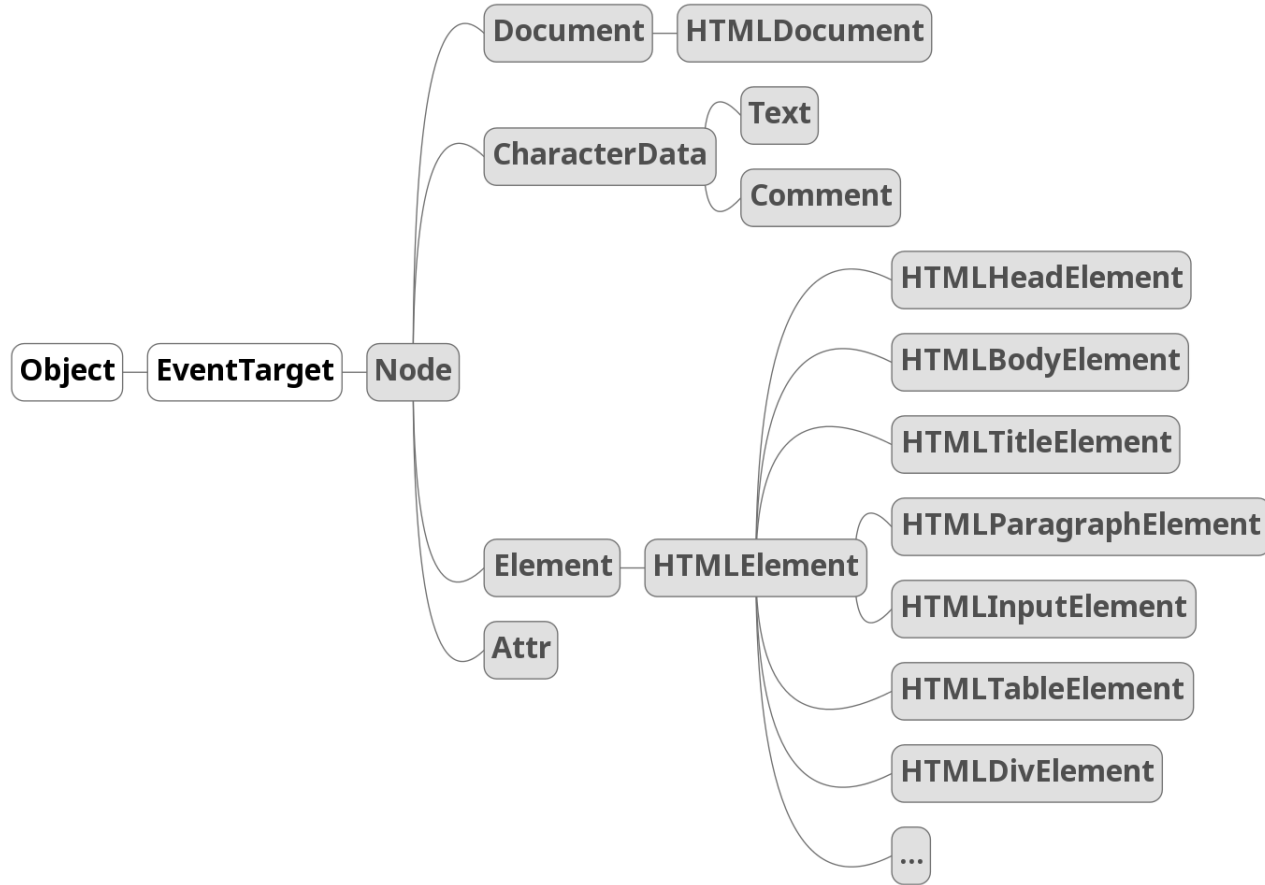 Document
HTMLDocument
Text
CharacterData
Comment
HTMLHeadElement
HTMLBodyElement
Object
EventTarget
Node
HTMLTitleElement
HTMLParagraphElement
Element
HTMLElement
HTMLInputElement
Attr
HTMLTableElement
HTMLDivElement
...